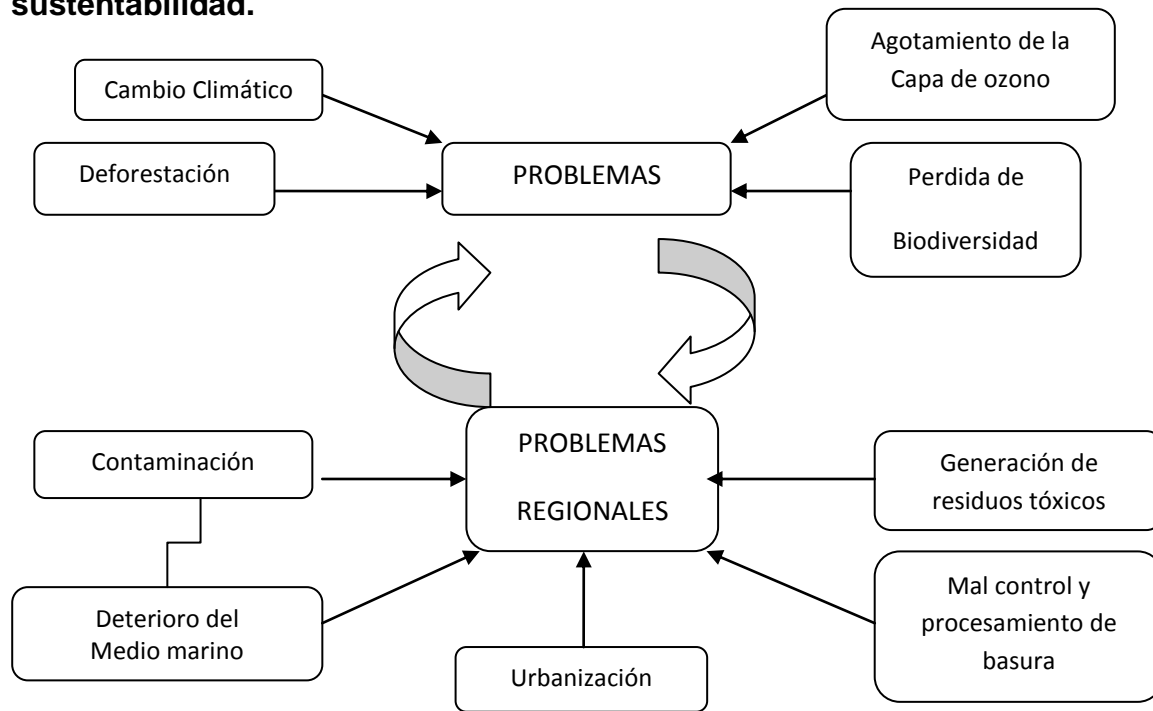 sustentabilidad.
Cambio Climático
Agotamiento de la
Capa de ozono
Deforestación
PROBLEMAS
Perdida de
Biodiversidad
PROBLEMAS
REGIONALES
Contaminación
Generación de
residuos tóxicos
Deterioro del
Medio marino
Urbanización
Mal control y
procesamiento de
basura